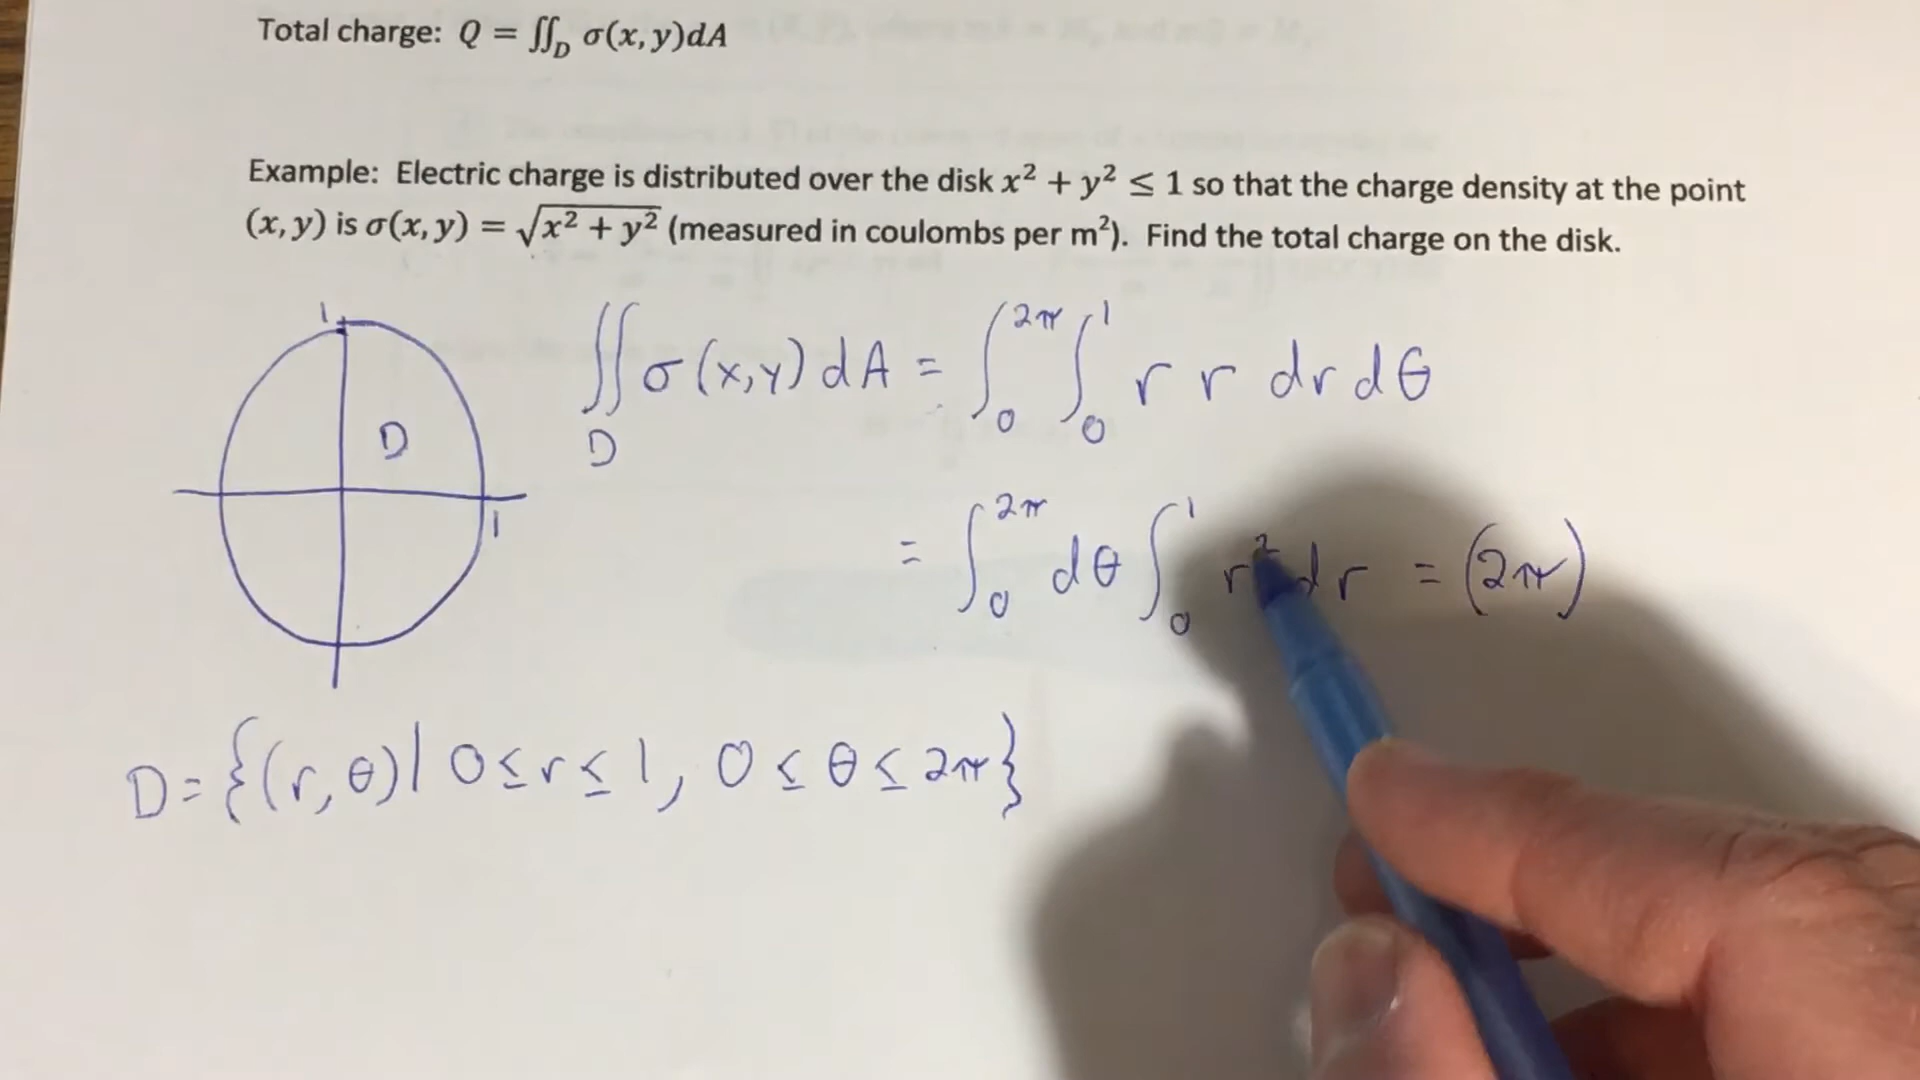 Total charge: Q = ∬_D σ(x, y)dA
Example: Electric charge is distributed over the disk x² + y² ≤ 1 so that the charge density at the point
(x, y) is σ(x, y) = √(x² + y²) (measured in coulombs per m²). Find the total charge on the disk.
1
D
1
∬_D σ(x,y) dA = ∫_0^{2π} ∫_0^1 r r dr dθ
= ∫_0^{2π} dθ ∫_0^1 r² dr = (2π)
D = {(r, θ) | 0 ≤ r ≤ 1, 0 ≤ θ ≤ 2π}